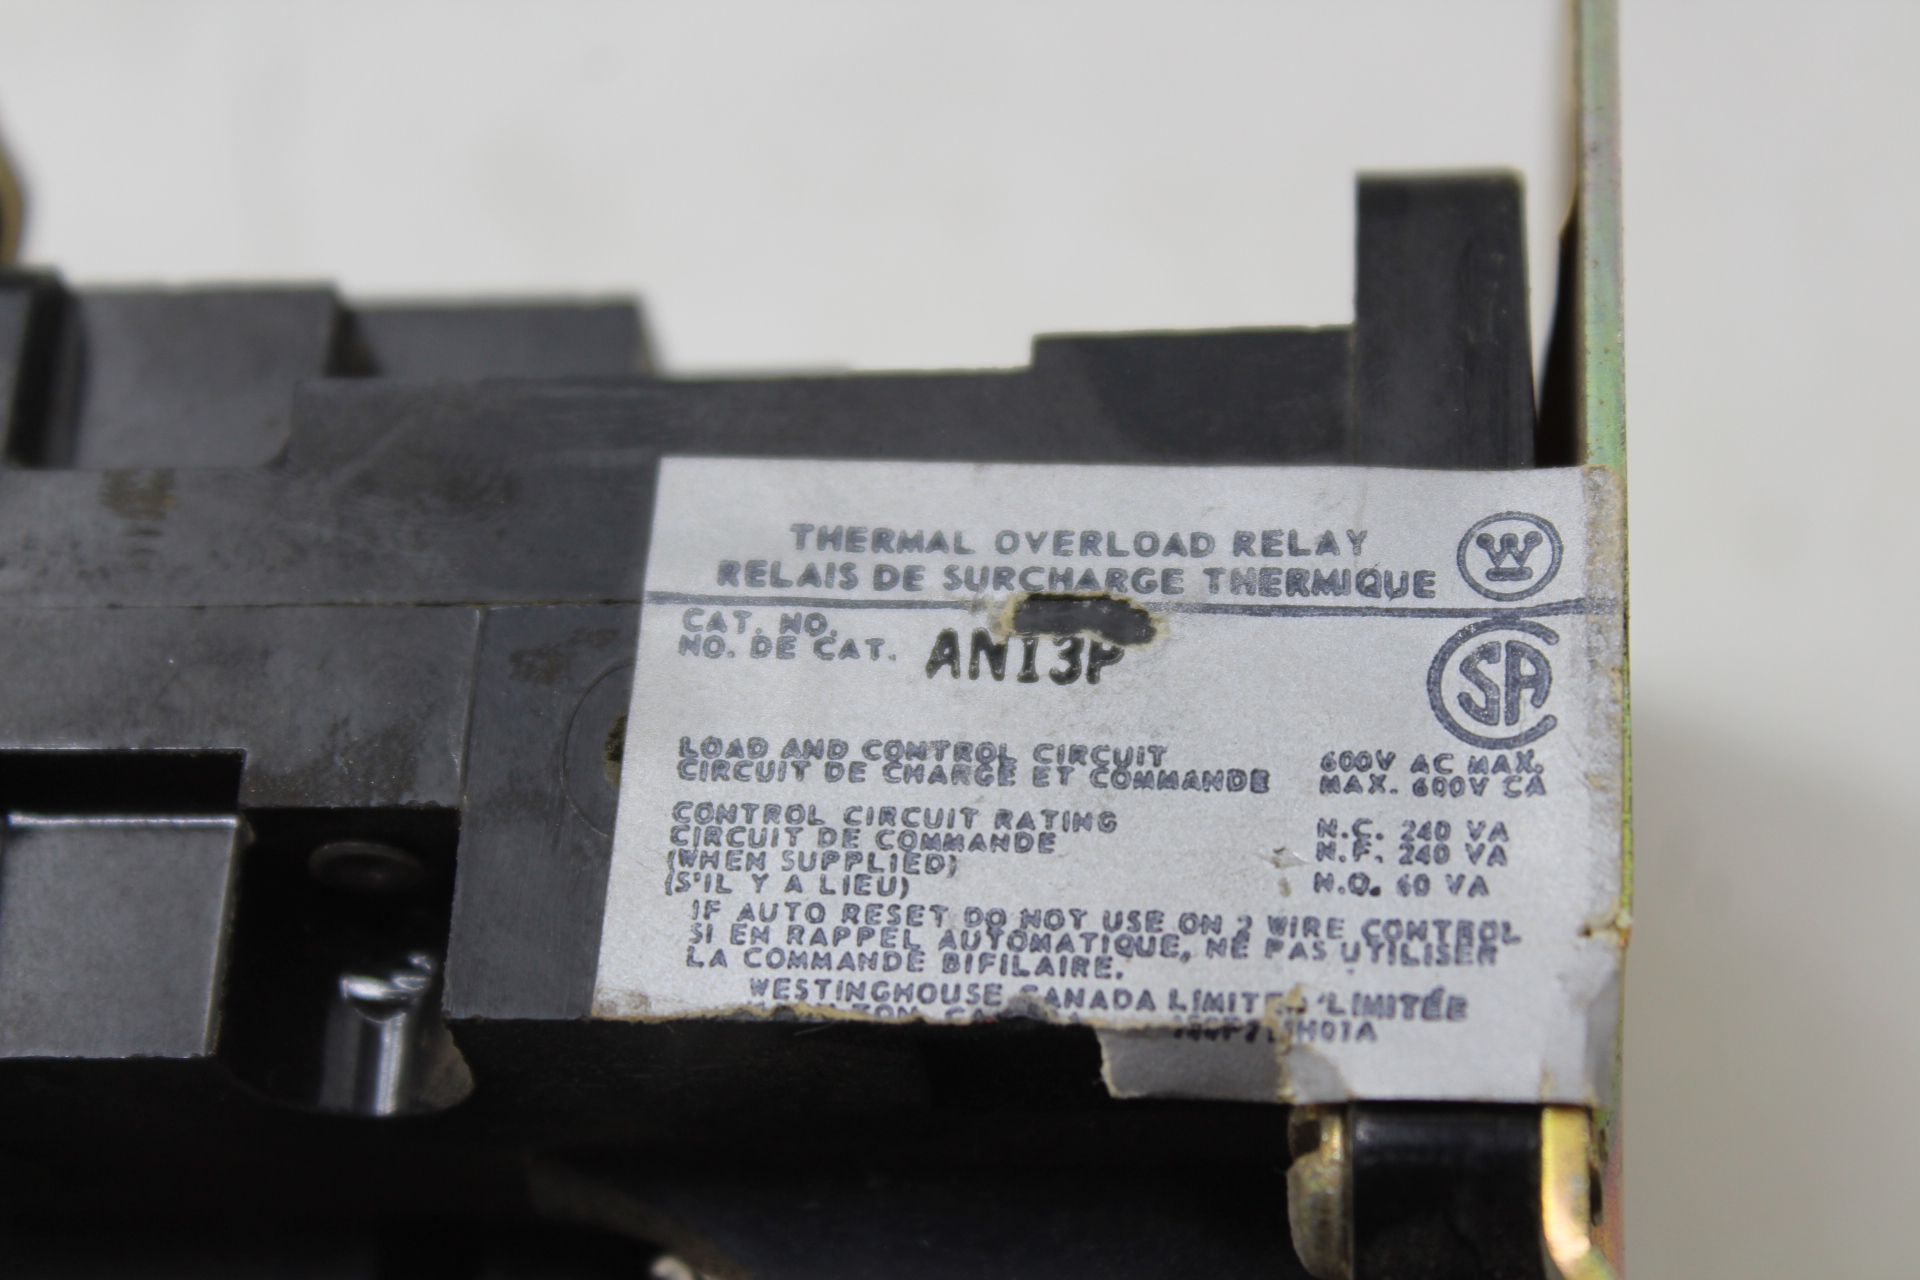 THERMAL OVERLOAD RELAY
RELAIS DE SURCHARGE THERMIQUE
W
CAT. NO.
NO. DE CAT. AN13P
SA
LOAD AND CONTROL CIRCUIT 600V AC MAX.
CIRCUIT DE CHARGE ET COMMANDE MAX. 600V CA
CONTROL CIRCUIT RATING N.C. 240 VA
CIRCUIT DE COMMANDE N.F. 240 VA
(WHEN SUPPLIED)
(S'IL Y A LIEU) N.O. 60 VA
IF AUTO RESET DO NOT USE ON 2 WIRE CONTROL
SI EN RAPPEL AUTOMATIQUE, NE PAS UTILISER
LA COMMANDE BIFILAIRE.
WESTINGHOUSE CANADA LIMITÉE